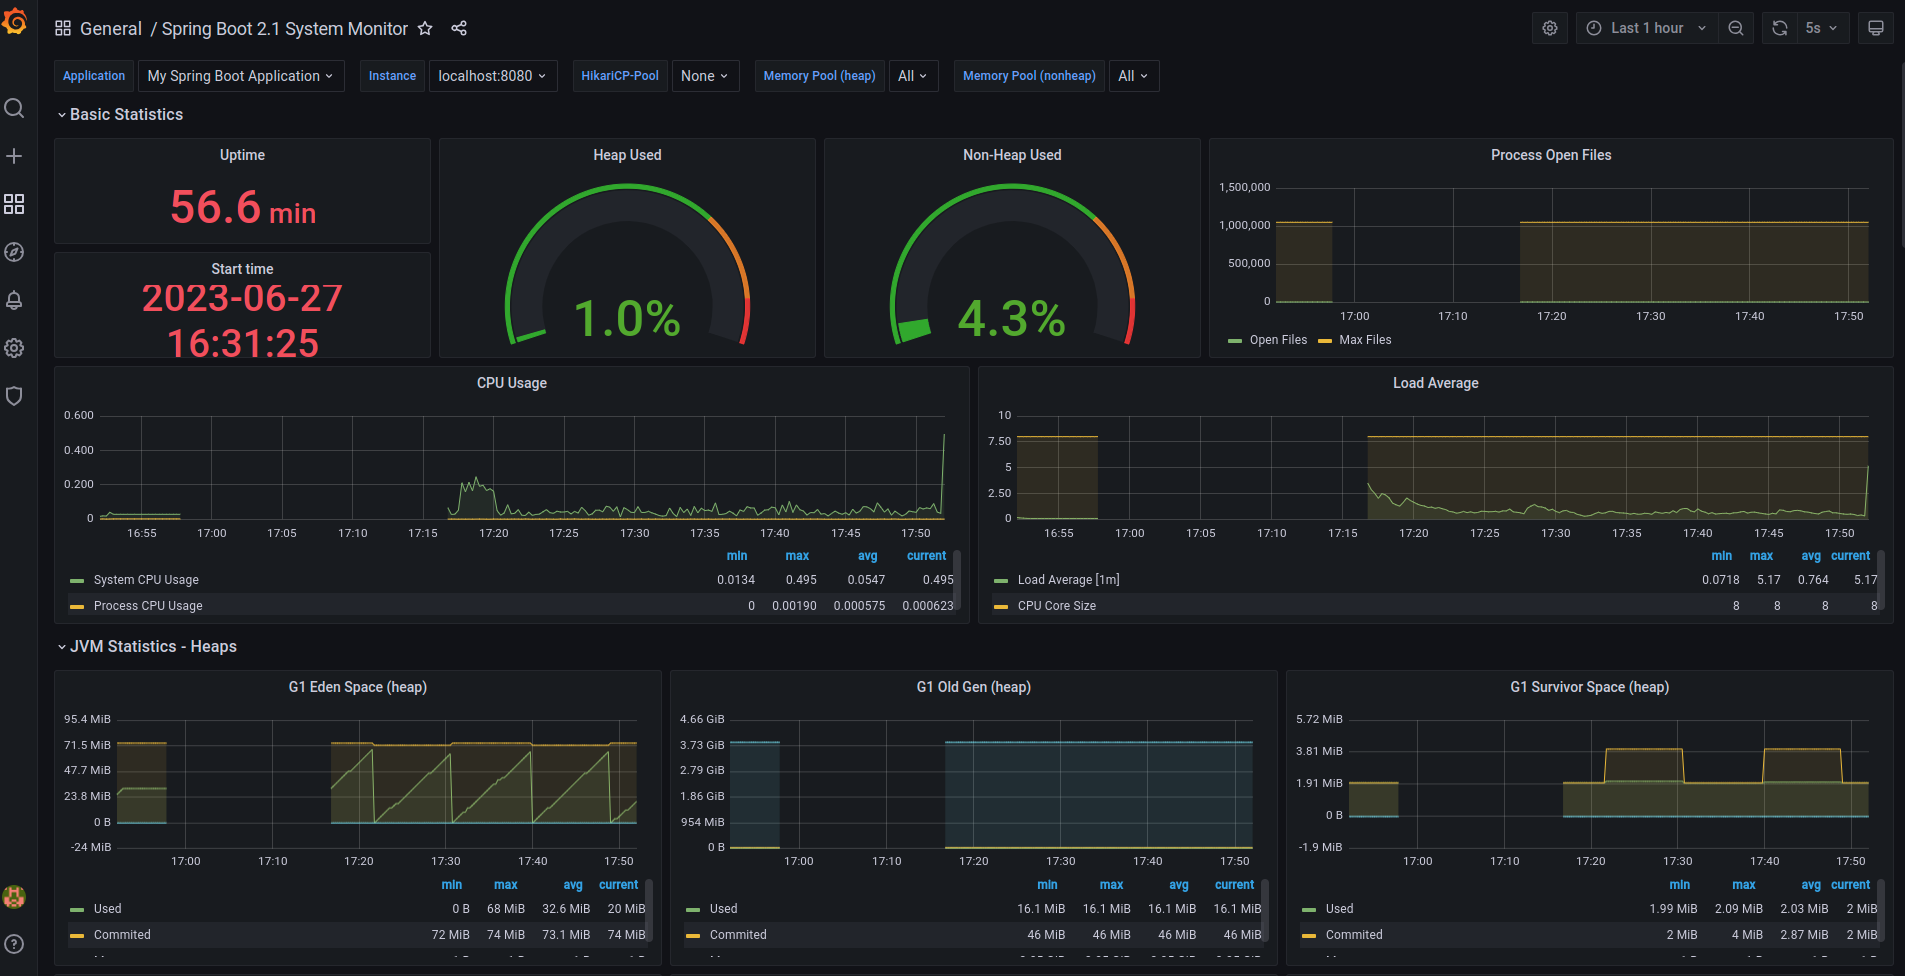 General / Spring Boot 2.1 System Monitor
Last 1 hour
5s
Application My Spring Boot Application Instance localhost:8080 HikariCP-Pool None Memory Pool (heap) All Memory Pool (nonheap) All
Basic Statistics
Uptime
56.6 min
Start time
2023-06-27
16:31:25
Heap Used
1.0%
Non-Heap Used
4.3%
Process Open Files
1,500,000
1,000,000
500,000
0
17:00 17:10 17:20 17:30 17:40 17:50
Open Files Max Files
CPU Usage
0.600
0.400
0.200
0
16:55 17:00 17:05 17:10 17:15 17:20 17:25 17:30 17:35 17:40 17:45 17:50
min max avg current
System CPU Usage 0.0134 0.495 0.0547 0.495
Process CPU Usage 0 0.00190 0.000575 0.000623
Load Average
10
7.50
5
2.50
0
16:55 17:00 17:05 17:10 17:15 17:20 17:25 17:30 17:35 17:40 17:45 17:50
min max avg current
Load Average [1m] 0.0718 5.17 0.764 5.17
CPU Core Size 8 8 8 8
JVM Statistics - Heaps
G1 Eden Space (heap)
95.4 MiB
71.5 MiB
47.7 MiB
23.8 MiB
0 B
-24 MiB
17:00 17:10 17:20 17:30 17:40 17:50
min max avg current
Used 0 B 68 MiB 32.6 MiB 20 MiB
Commited 72 MiB 74 MiB 73.1 MiB 74 MiB
G1 Old Gen (heap)
4.66 GiB
3.73 GiB
2.79 GiB
1.86 GiB
954 MiB
0 B
17:00 17:10 17:20 17:30 17:40 17:50
min max avg current
Used 16.1 MiB 16.1 MiB 16.1 MiB 16.1 MiB
Commited 46 MiB 46 MiB 46 MiB 46 MiB
G1 Survivor Space (heap)
5.72 MiB
3.81 MiB
1.91 MiB
0 B
-1.9 MiB
17:00 17:10 17:20 17:30 17:40 17:50
min max avg current
Used 1.99 MiB 2.09 MiB 2.03 MiB 2 MiB
Commited 2 MiB 4 MiB 2.87 MiB 2 MiB